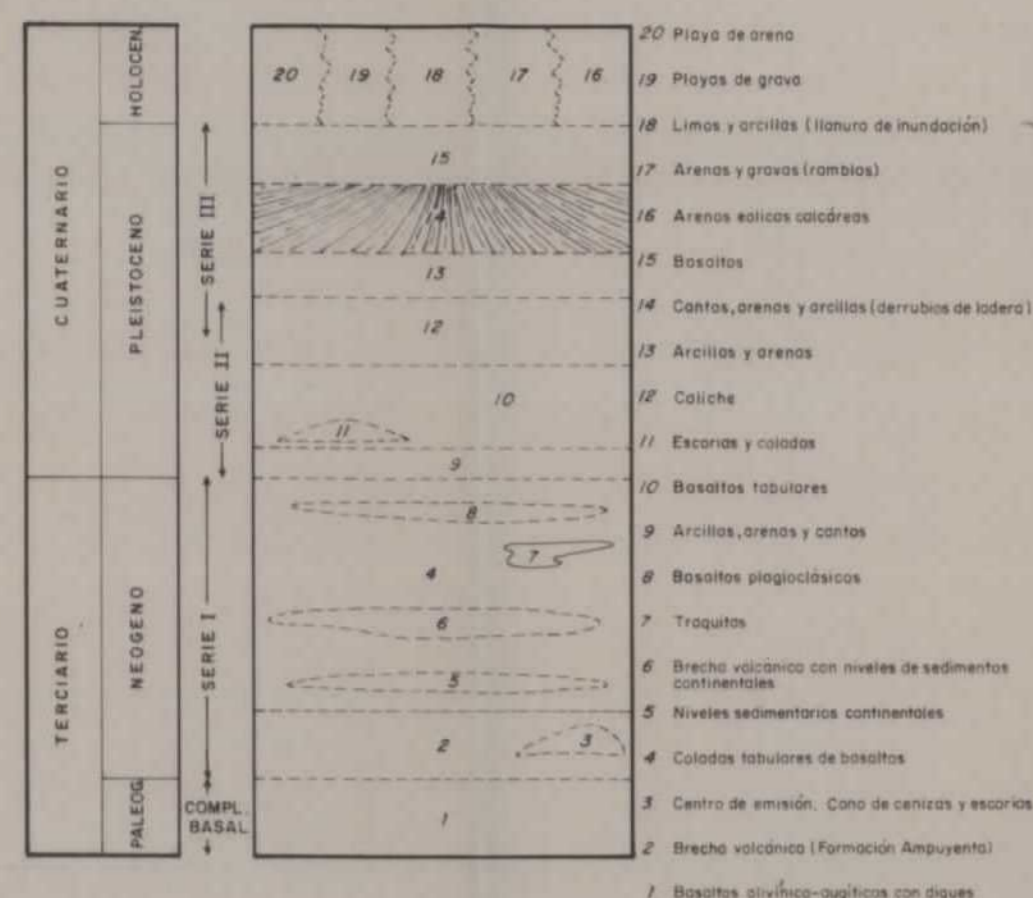 CUATERNARIO
TERCIARIO
HOLOCEN.
PLEISTOCENO
NEOGENO
PALEOG.
SERIE III
SERIE II
SERIE I
COMPL.
BASAL
20 19 18 17 16
15
14
13
12
10
11
9
8
7
4
6
5
2 3
1
20 Playa de arena
19 Playas de grava
18 Limos y arcillas (llanura de inundación)
17 Arenas y gravas (ramblas)
16 Arenas eólicas calcáreas
15 Basaltos
14 Cantos, arenas y arcillas (derrubios de ladera)
13 Arcillas y arenas
12 Caliche
11 Escorias y coladas
10 Basaltos tabulares
9 Arcillas, arenas y cantos
8 Basaltos plagioclásicos
7 Traquitas
6 Brecha volcánica con niveles de sedimentos
continentales
5 Niveles sedimentarios continentales
4 Coladas tabulares de basaltos
3 Centro de emisión. Cono de cenizas y escorias
2 Brecha volcánica (Formación Ampuyenta)
1 Basaltos olivínico-augíticos con diques